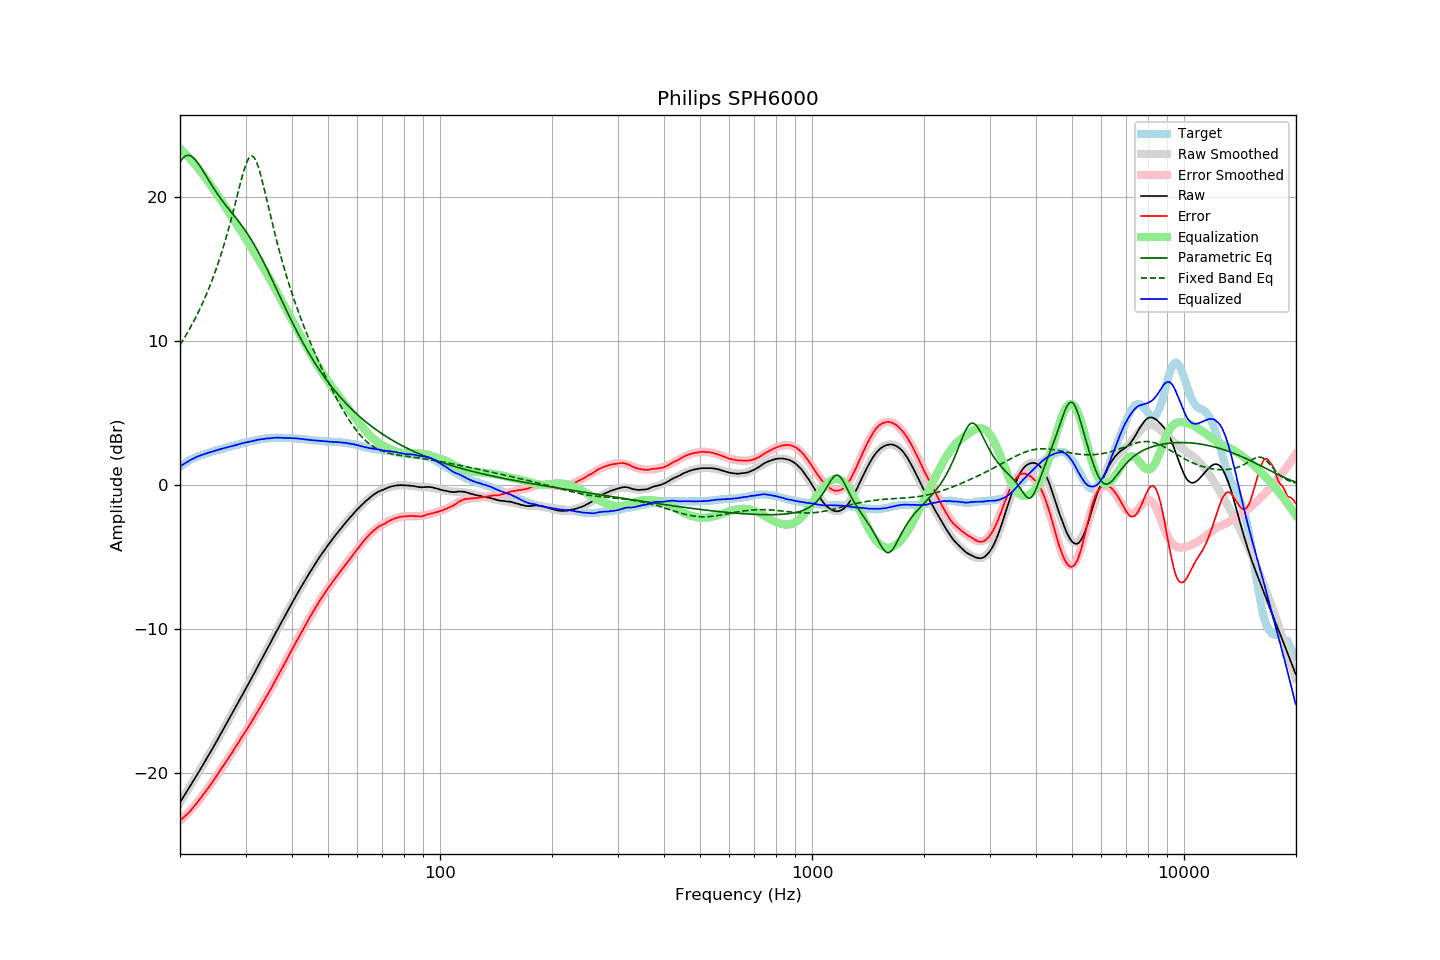 Philips SPH6000
Amplitude (dBr)
20
10
0
−10
−20
100
1000
10000
Frequency (Hz)
Target
Raw Smoothed
Error Smoothed
Raw
Error
Equalization
Parametric Eq
Fixed Band Eq
Equalized